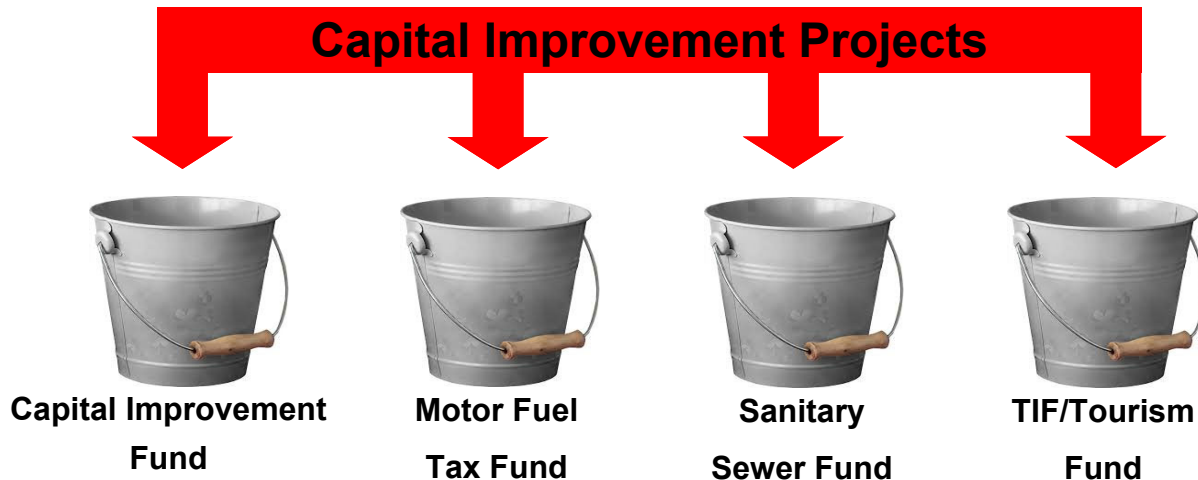 Capital Improvement Projects
Capital Improvement
Fund
Motor Fuel
Tax Fund
Sanitary
Sewer Fund
TIF/Tourism
Fund